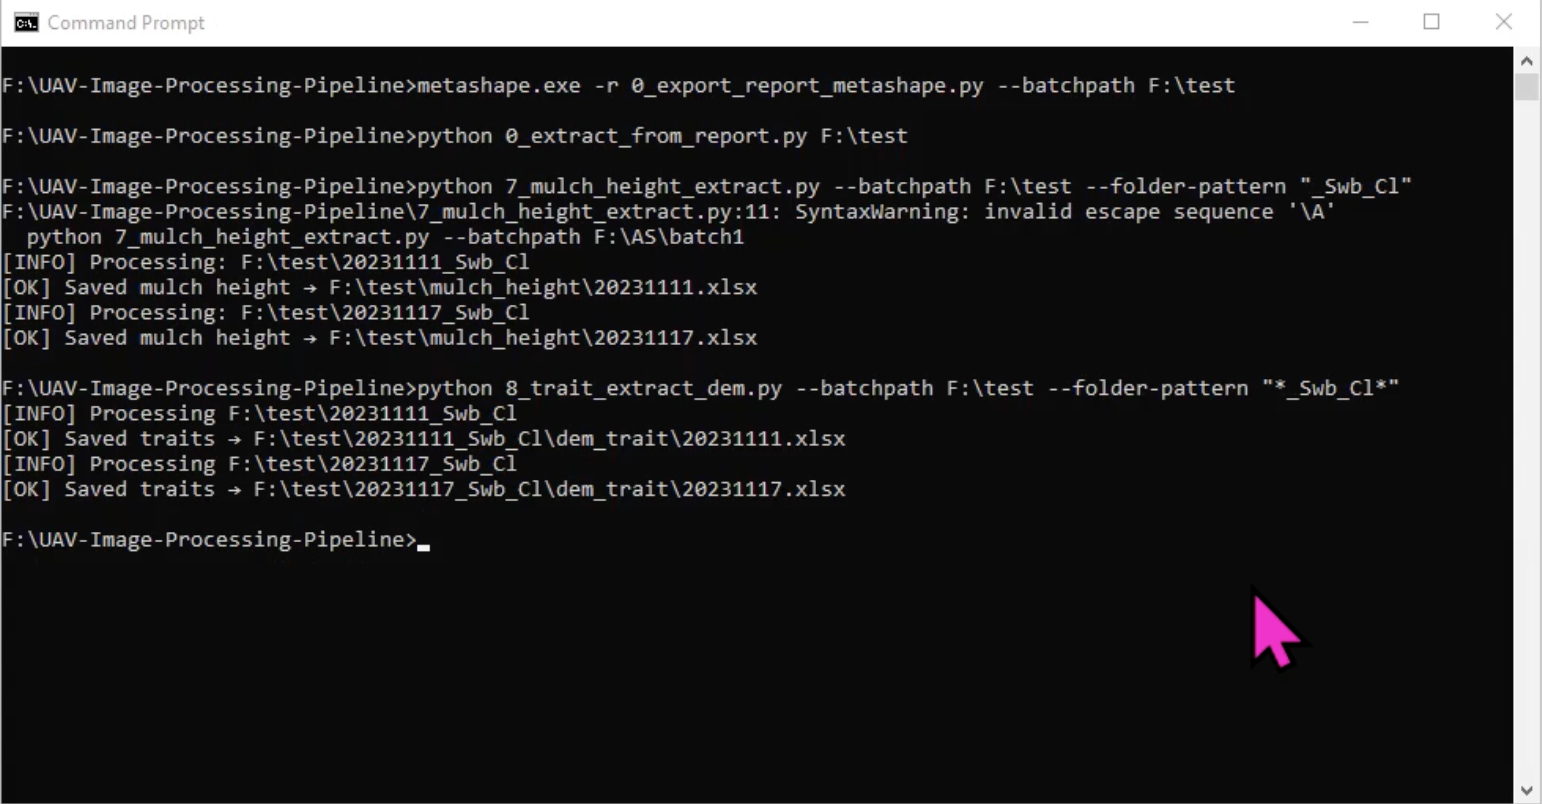 Command Prompt
F:\UAV-Image-Processing-Pipeline>metashape.exe -r 0_export_report_metashape.py --batchpath F:\test
F:\UAV-Image-Processing-Pipeline>python 0_extract_from_report.py F:\test
F:\UAV-Image-Processing-Pipeline>python 7_mulch_height_extract.py --batchpath F:\test --folder-pattern "_Swb_Cl"
F:\UAV-Image-Processing-Pipeline\7_mulch_height_extract.py:11: SyntaxWarning: invalid escape sequence '\A'
  python 7_mulch_height_extract.py --batchpath F:\AS\batch1
[INFO] Processing: F:\test\20231111_Swb_Cl
[OK] Saved mulch height → F:\test\mulch_height\20231111.xlsx
[INFO] Processing: F:\test\20231117_Swb_Cl
[OK] Saved mulch height → F:\test\mulch_height\20231117.xlsx
F:\UAV-Image-Processing-Pipeline>python 8_trait_extract_dem.py --batchpath F:\test --folder-pattern "*_Swb_Cl*"
[INFO] Processing F:\test\20231111_Swb_Cl
[OK] Saved traits → F:\test\20231111_Swb_Cl\dem_trait\20231111.xlsx
[INFO] Processing F:\test\20231117_Swb_Cl
[OK] Saved traits → F:\test\20231117_Swb_Cl\dem_trait\20231117.xlsx
F:\UAV-Image-Processing-Pipeline>